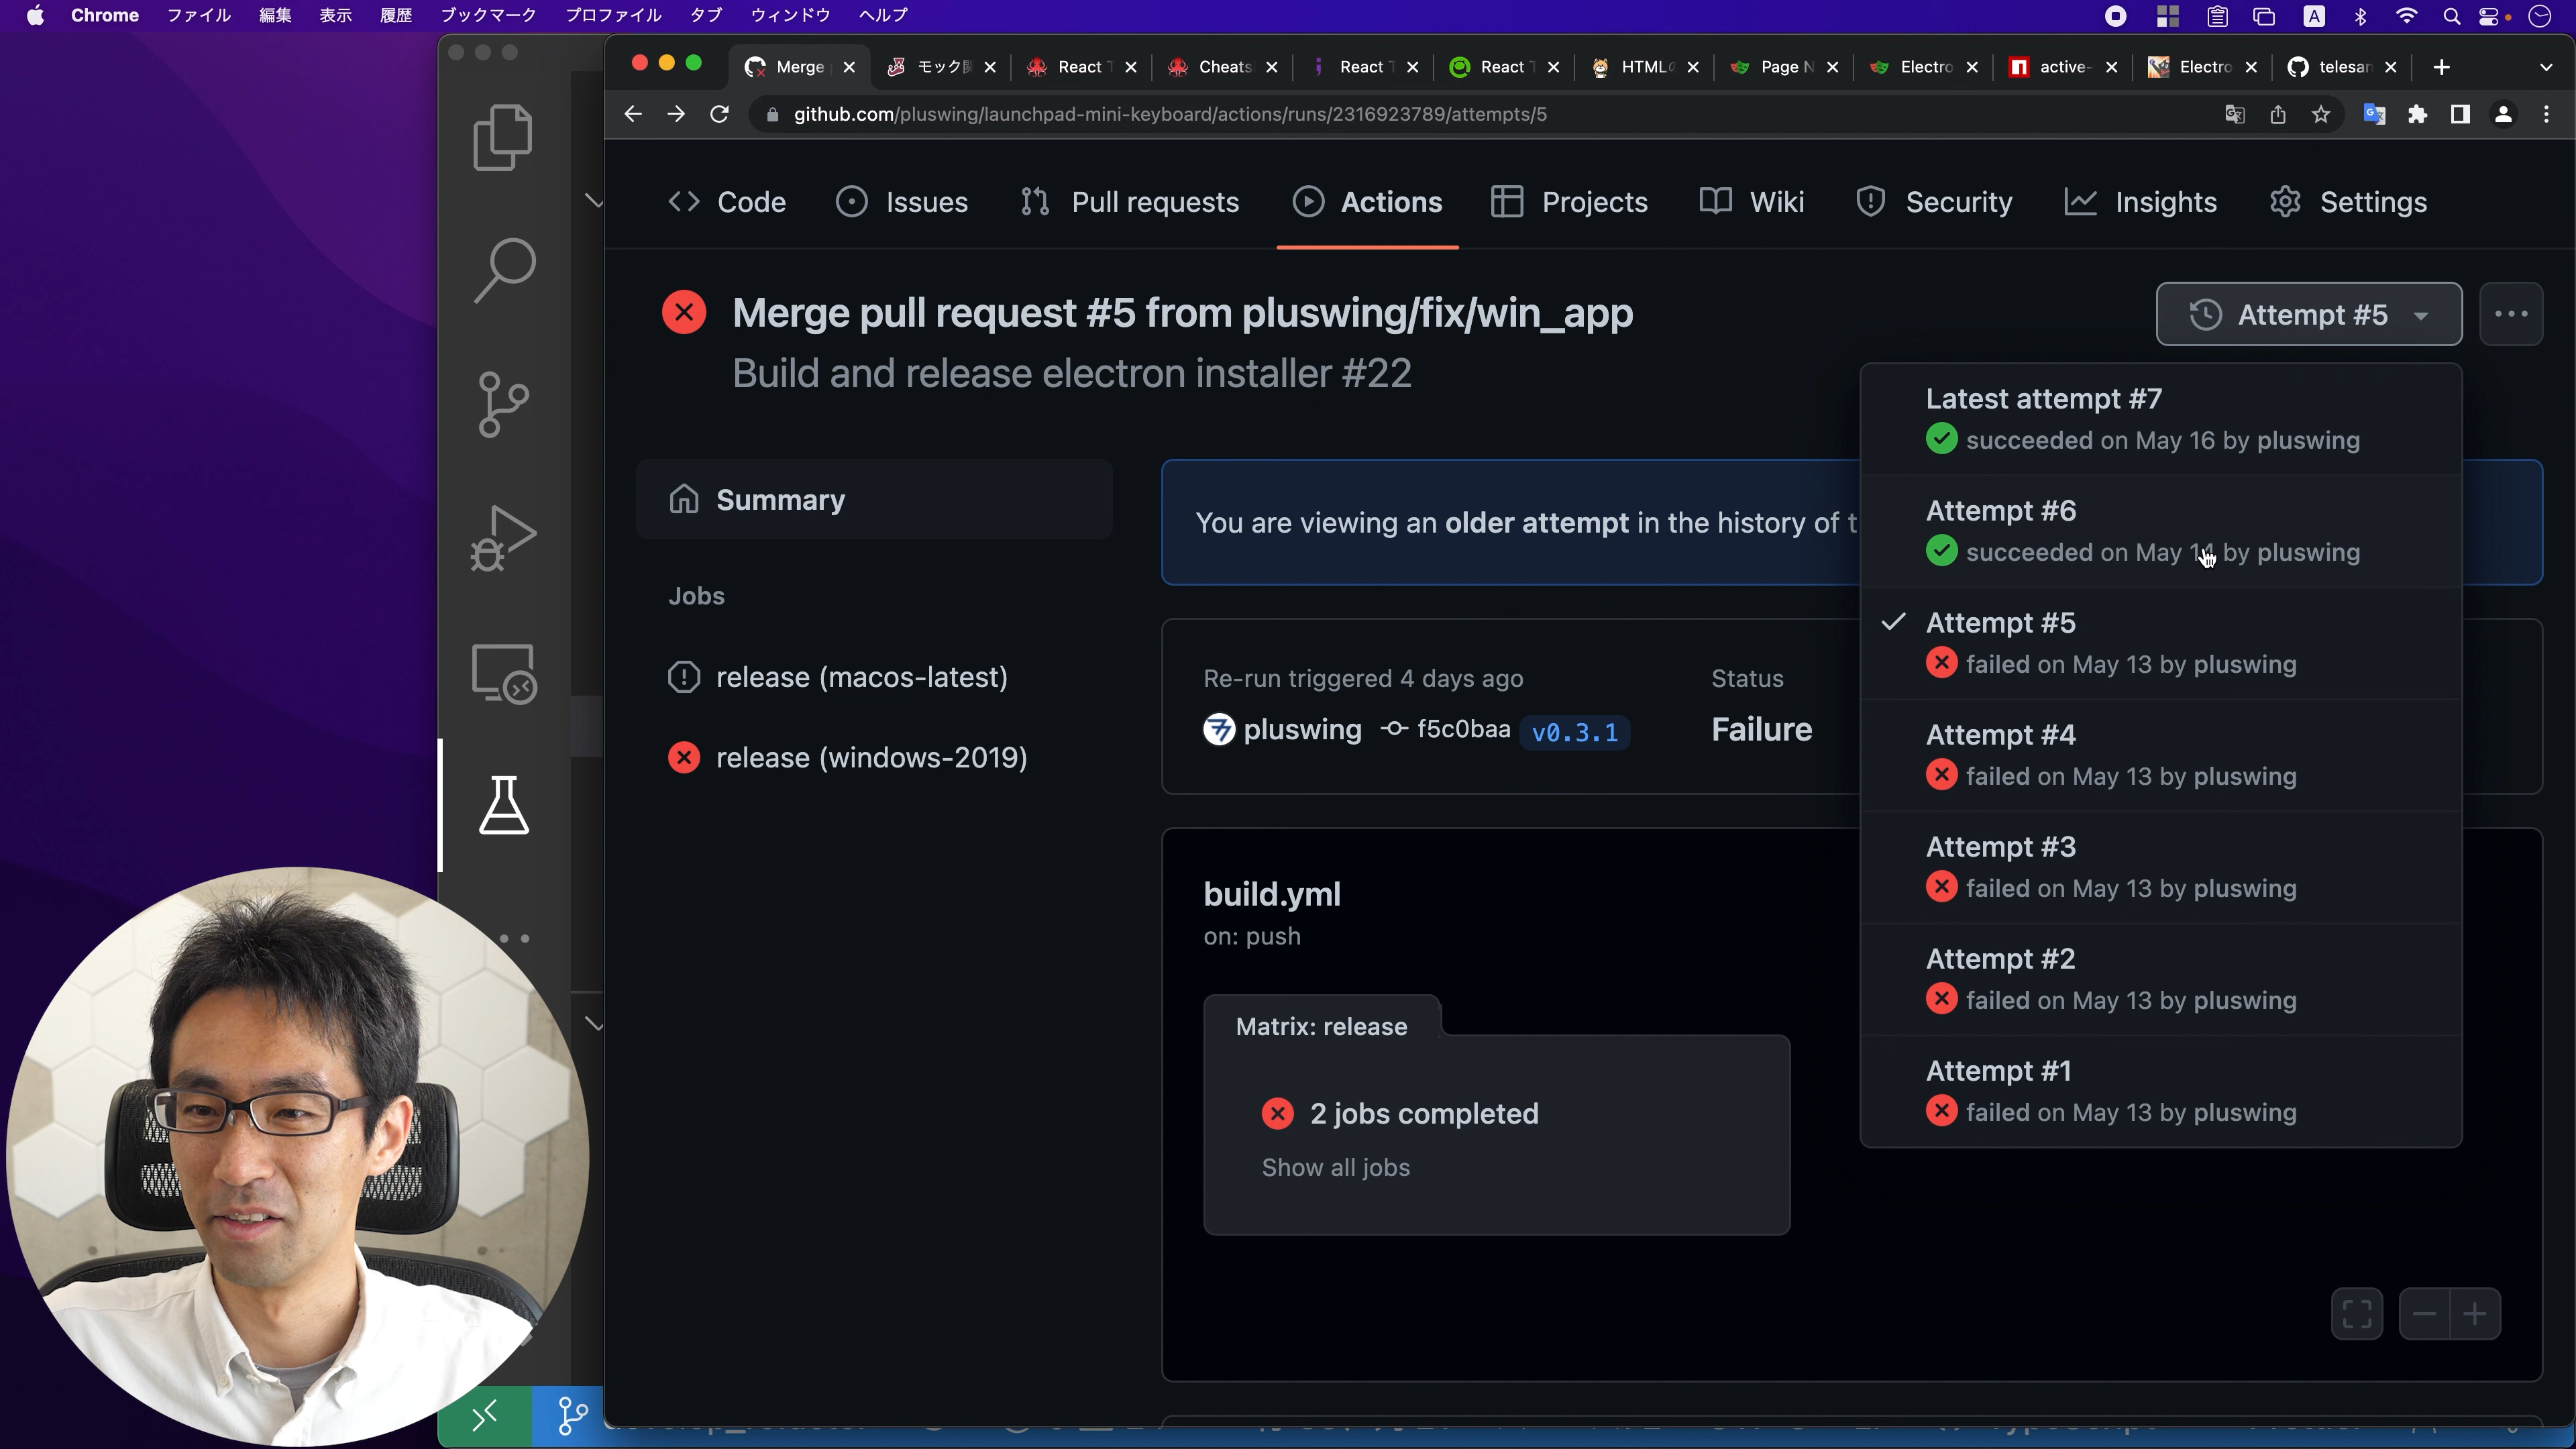 Chrome ファイル 編集 表示 履歴 ブックマーク プロファイル タブ ウィンドウ ヘルプ A
Merge モック React Cheats React React HTML Page Electro active- Electro telesan
github.com/pluswing/launchpad-mini-keyboard/actions/runs/2316923789/attempts/5
Code Issues Pull requests Actions Projects Wiki Security Insights Settings
Merge pull request #5 from pluswing/fix/win_app
Build and release electron installer #22
Attempt #5
Latest attempt #7
succeeded on May 16 by pluswing
Attempt #6
succeeded on May 14 by pluswing
Attempt #5
failed on May 13 by pluswing
Attempt #4
failed on May 13 by pluswing
Attempt #3
failed on May 13 by pluswing
Attempt #2
failed on May 13 by pluswing
Attempt #1
failed on May 13 by pluswing
Summary
Jobs
release (macos-latest)
release (windows-2019)
You are viewing an older attempt in the history of t
Re-run triggered 4 days ago
pluswing f5c0baa v0.3.1
Status
Failure
build.yml
on: push
Matrix: release
2 jobs completed
Show all jobs